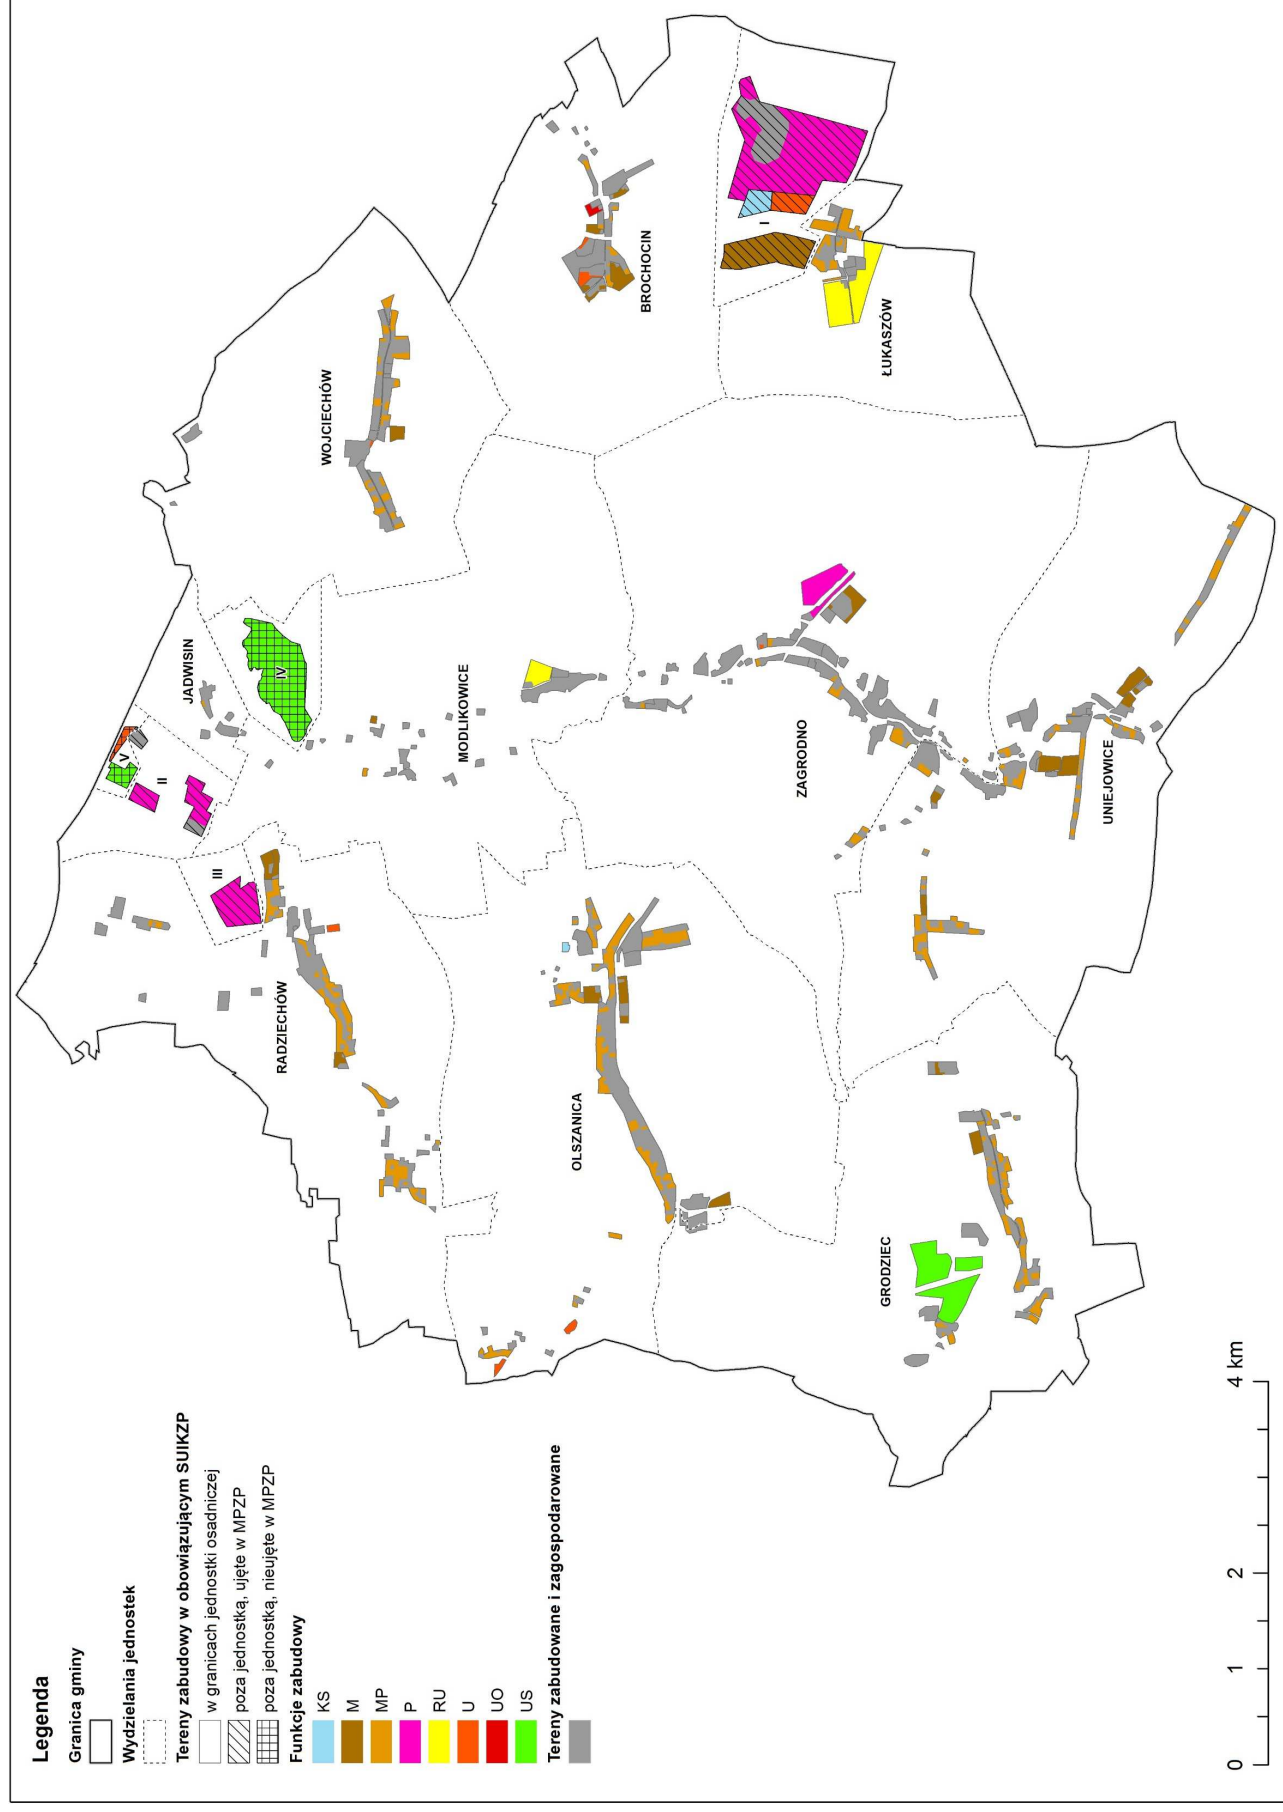 Legenda
Granica gminy
Wydzielania jednostek
Tereny zabudowy w obowiązującym SUIKZP
w granicach jednostki osadniczej
poza jednostką, ujęte w MPZP
poza jednostką, nieujęte w MPZP
Funkcje zabudowy
KS
M
MP
P
RU
U
UO
US
Tereny zabudowane i zagospodarowane
0 1 2 4 km
RADZIECHÓW
III
II
V
JADWISIN
IV
WOJCIECHÓW
MODLIKOWICE
OLSZANICA
BROCHOCIN
I
ŁUKASZÓW
ZAGRODNO
GRODZIEC
UNIEJOWICE